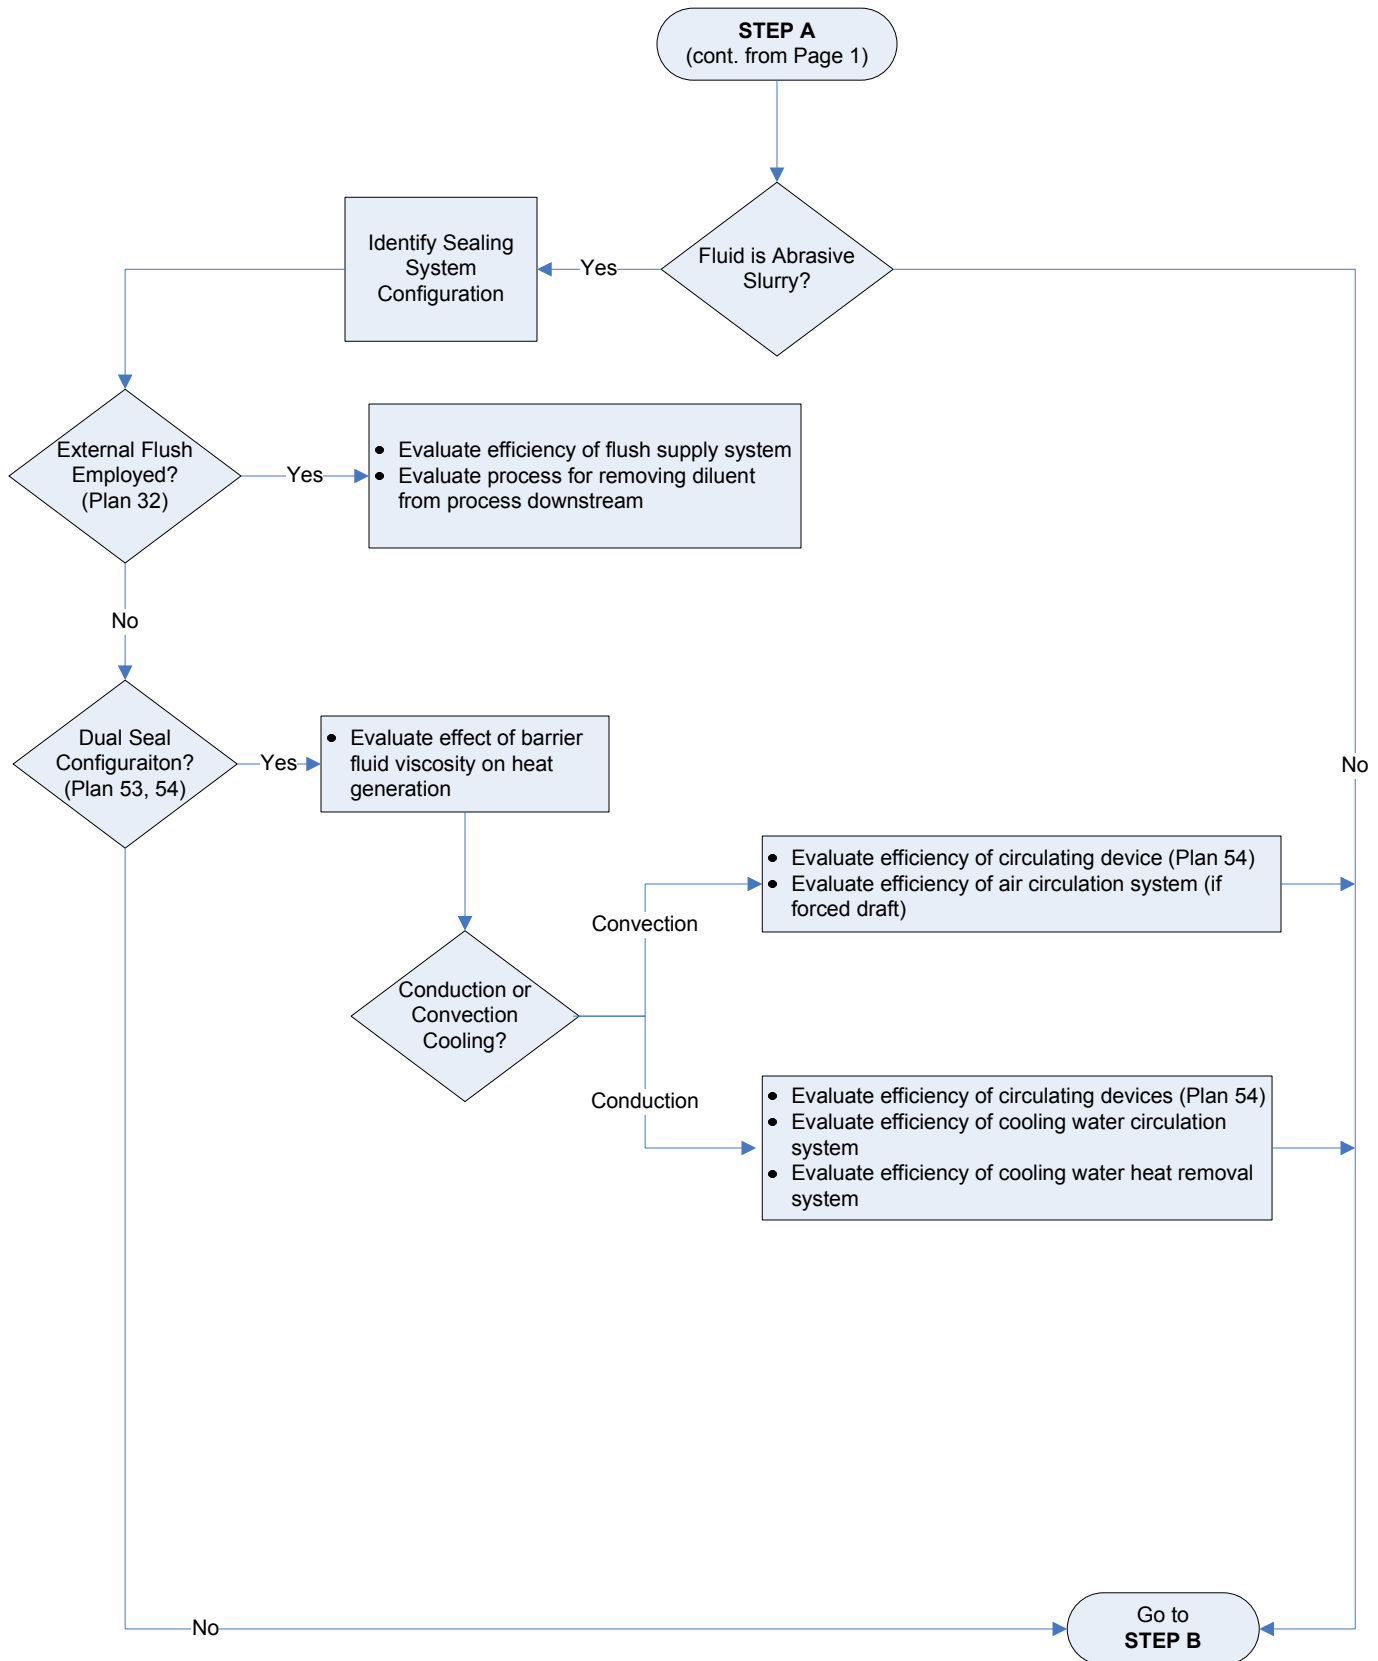 STEP A
(cont. from Page 1)
Fluid is Abrasive
Slurry?
Yes
Identify Sealing
System
Configuration
External Flush
Employed?
(Plan 32)
Yes
• Evaluate efficiency of flush supply system
• Evaluate process for removing diluent
from process downstream
No
Dual Seal
Configuraiton?
(Plan 53, 54)
Yes
• Evaluate effect of barrier
fluid viscosity on heat
generation
No
Conduction or
Convection
Cooling?
Convection
• Evaluate efficiency of circulating device (Plan 54)
• Evaluate efficiency of air circulation system (if
forced draft)
Conduction
• Evaluate efficiency of circulating devices (Plan 54)
• Evaluate efficiency of cooling water circulation
system
• Evaluate efficiency of cooling water heat removal
system
No
Go to
STEP B